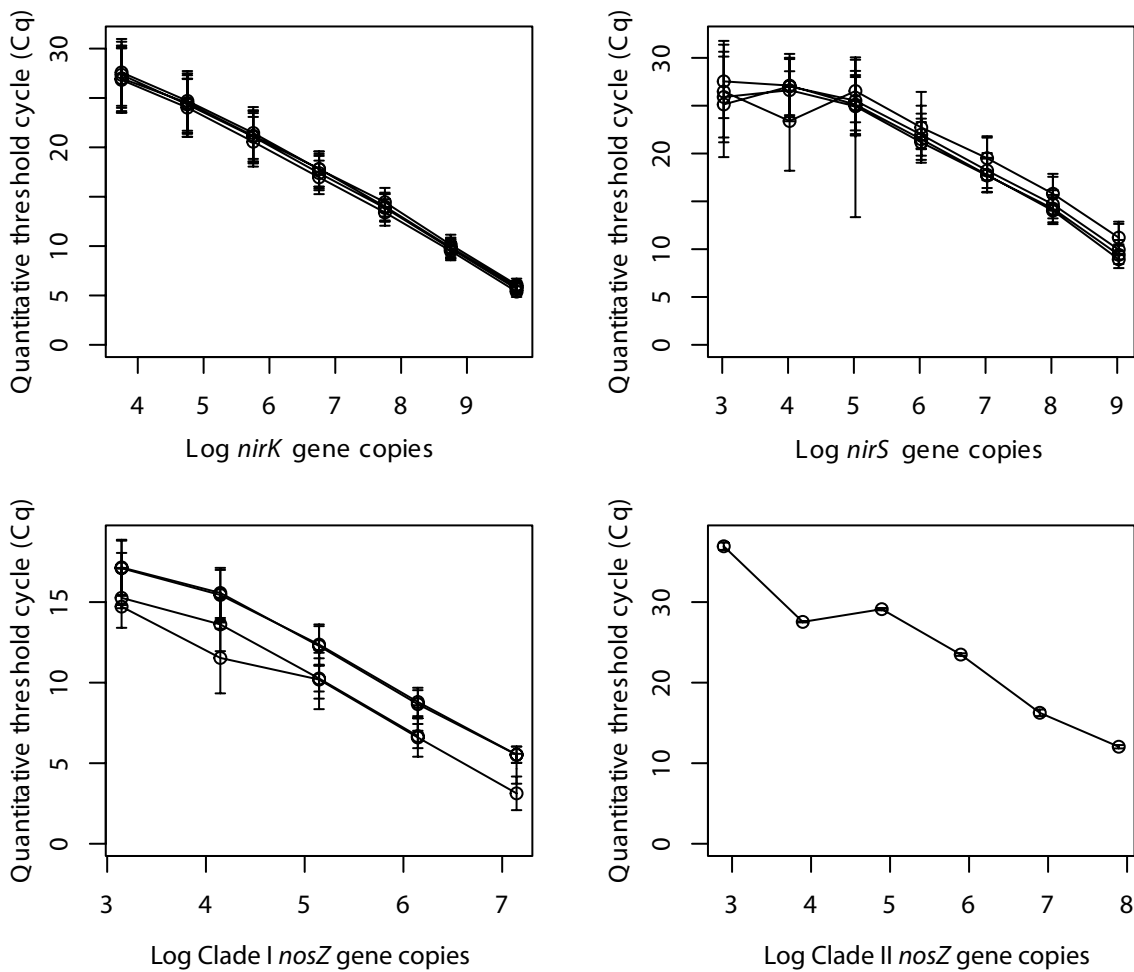 Quantitative threshold cycle (Cq)
30
20
10
5
0
4 5 6 7 8 9
Log nirK gene copies
Quantitative threshold cycle (Cq)
30
20
10
5
0
3 4 5 6 7 8 9
Log nirS gene copies
Quantitative threshold cycle (Cq)
15
10
5
0
3 4 5 6 7
Log Clade I nosZ gene copies
Quantitative threshold cycle (Cq)
30
20
10
0
3 4 5 6 7 8
Log Clade II nosZ gene copies